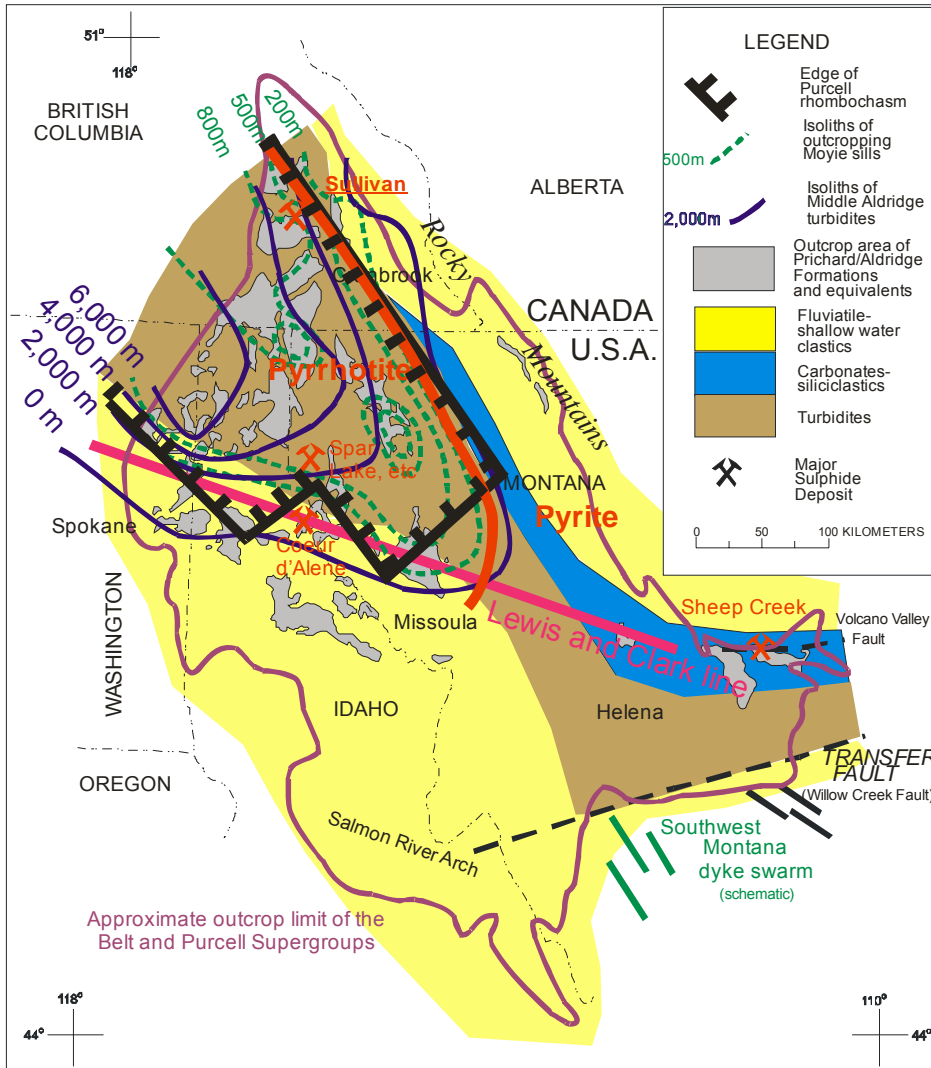 51°
118°
BRITISH
COLUMBIA
800m
500m
200m
Sullivan
ALBERTA
Rocky
Mountains
Cranbrook
CANADA
U.S.A.
6,000 m
4,000 m
2,000 m
0 m
Pyrrhotite
Spar
Lake, etc
MONTANA
Pyrite
Spokane
Coeur
d'Alene
Missoula
Lewis and Clark line
Sheep Creek
Volcano Valley
Fault
WASHINGTON
IDAHO
Helena
OREGON
TRANSFER
FAULT
(Willow Creek Fault)
Salmon River Arch
Southwest
Montana
dyke swarm
(schematic)
Approximate outcrop limit of the
Belt and Purcell Supergroups
118°
44°
110°
44°
LEGEND
Edge of
Purcell
rhombochasm
500m
Isoliths of
outcropping
Moyie sills
2,000m
Isoliths of
Middle Aldridge
turbidites
Outcrop area of
Prichard/Aldridge
Formations
and equivalents
Fluviatile-
shallow water
clastics
Carbonates-
siliciclastics
Turbidites
Major
Sulphide
Deposit
0 50 100 KILOMETERS